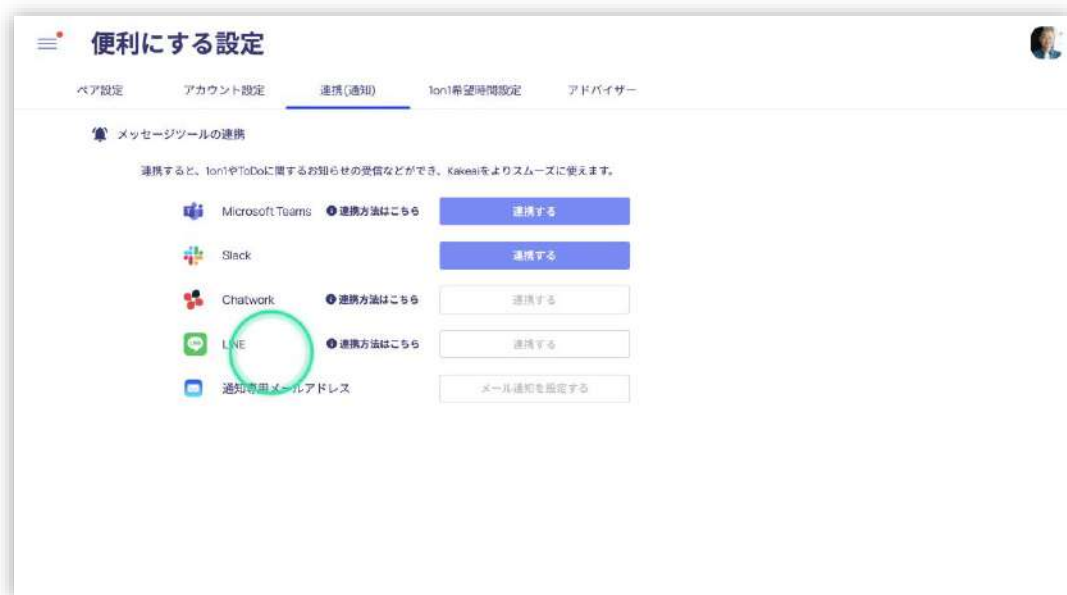 便利にする設定
ペア設定 アカウント設定 連携(通知) 1on1希望時間設定 アドバイザー
メッセージツールの連携
連携すると、1on1やToDoに関するお知らせの受信などができ、Kakeaiをよりスムーズに使えます。
Microsoft Teams 連携方法はこちら 連携する
Slack 連携する
Chatwork 連携方法はこちら 連携する
LINE 連携方法はこちら 連携する
通知専用メールアドレス メール通知を設定する